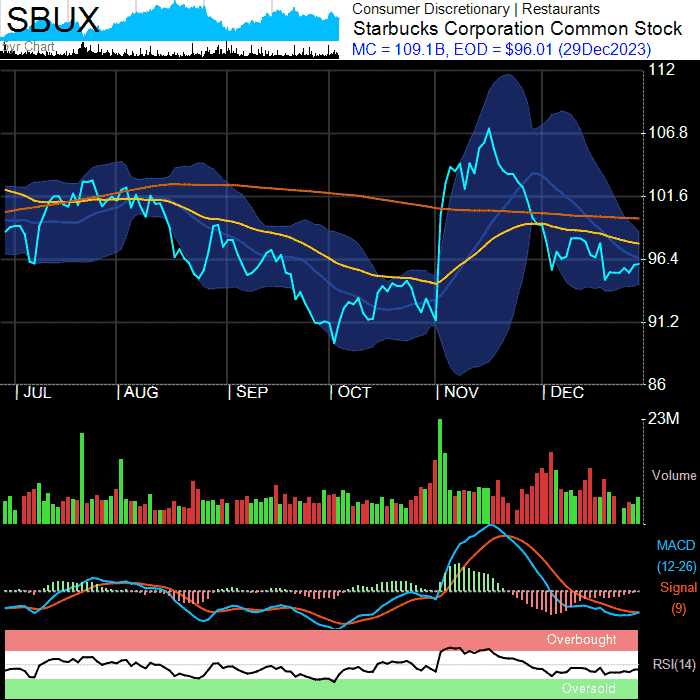 SBUX
5yr Chart
Consumer Discretionary | Restaurants
Starbucks Corporation Common Stock
MC = 109.1B, EOD = $96.01 (29Dec2023)
112
106.8
101.6
96.4
91.2
86
| JUL | AUG | SEP | OCT | NOV | DEC
23M
Volume
MACD
(12-26)
Signal
(9)
Overbought
RSI(14)
Oversold